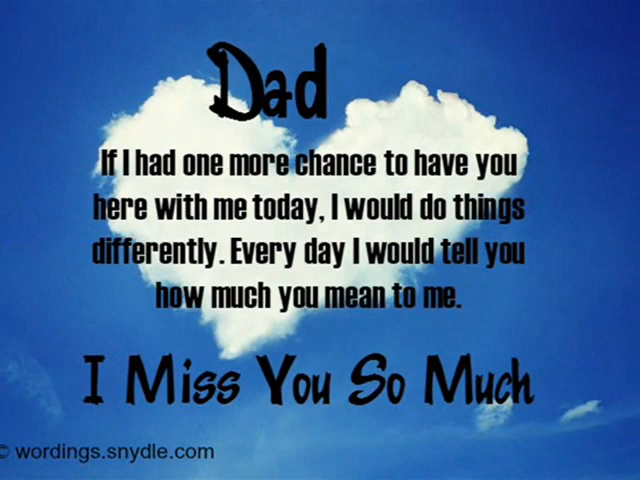 Dad
If I had one more chance to have you
here with me today, I would do things
differently. Every day I would tell you
how much you mean to me.
I Miss You So Much
© wordings.snydle.com